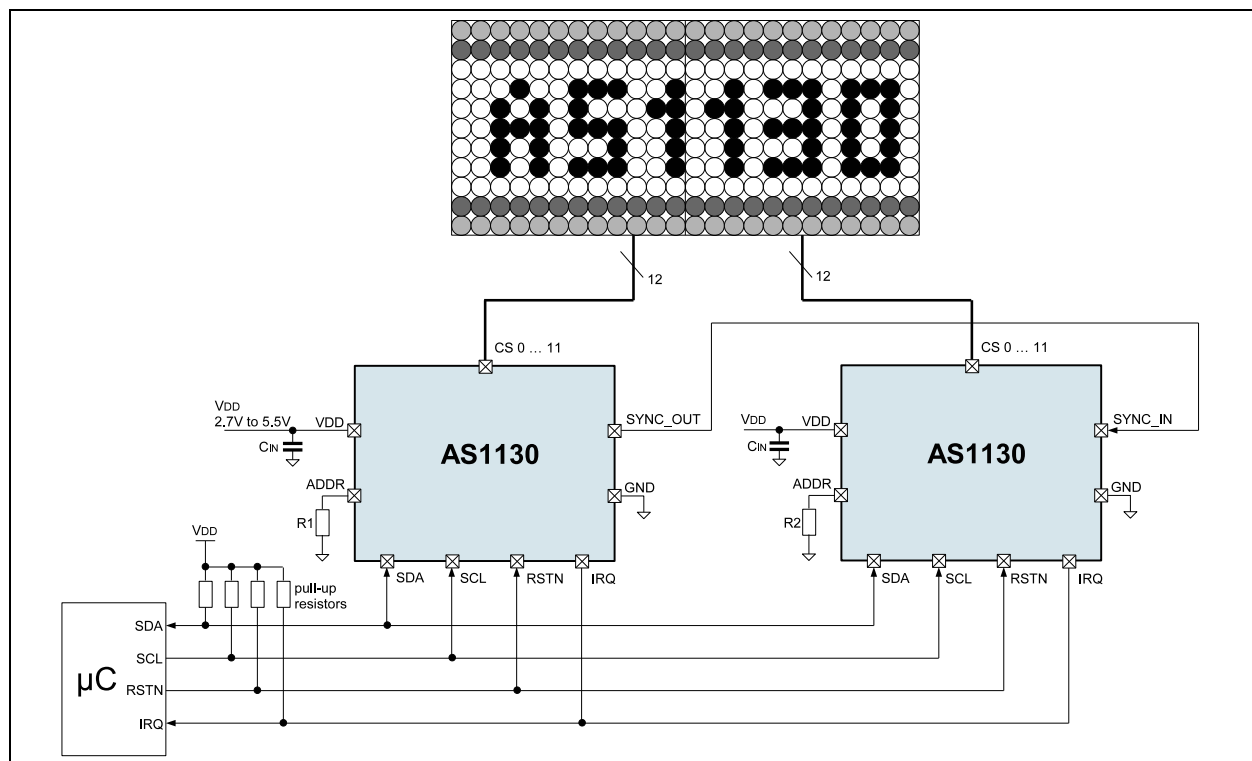 AS1130
12
12
CS 0 ... 11
CS 0 ... 11
VDD
2.7V to 5.5V
VDD
SYNC_OUT
VDD
VDD
SYNC_IN
CIN
CIN
AS1130
AS1130
ADDR
GND
ADDR
GND
R1
R2
VDD
SDA
SCL
RSTN
IRQ
SDA
SCL
RSTN
IRQ
pull-up
resistors
SDA
SCL
µC
RSTN
IRQ